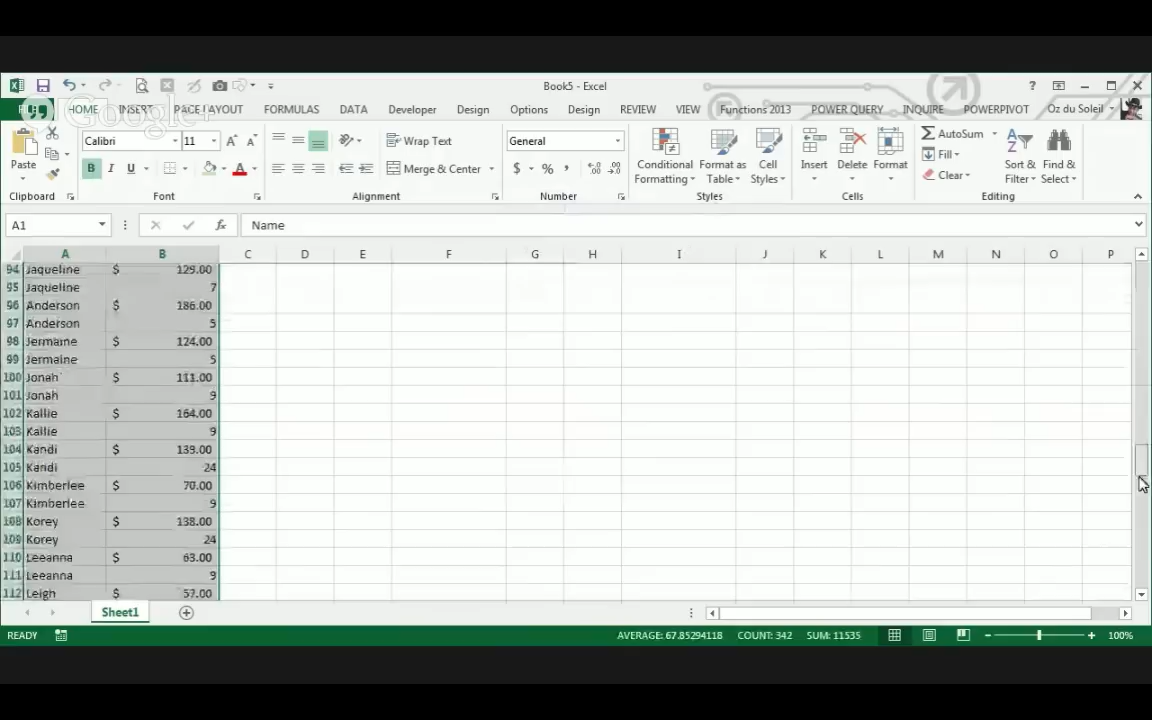 Book5 - Excel
HOME INSERT PAGE LAYOUT FORMULAS DATA Developer Design Options Design REVIEW VIEW Functions 2013 POWER QUERY INQUIRE POWERPIVOT Oz du Soleil
Google+
Paste
Calibri 11
Wrap Text
General
Conditional Formatting
Format as Table
Cell Styles
Insert
Delete
Format
AutoSum
Fill
Clear
Sort & Filter
Find & Select
B I U A
Merge & Center
$ % ,
Clipboard Font Alignment Number Styles Cells Editing
A1 fx Name
A B C D E F G H I J K L M N O P
94 Jaqueline $ 129.00
95 Jaqueline 7
96 Anderson $ 186.00
97 Anderson 5
98 Jermaine $ 124.00
99 Jermaine 5
100 Jonah $ 111.00
101 Jonah 9
102 Kallie $ 164.00
103 Kallie 9
104 Kandi $ 139.00
105 Kandi 24
106 Kimberlee $ 70.00
107 Kimberlee 9
108 Korey $ 138.00
109 Korey 24
110 Leeanna $ 63.00
111 Leeanna 9
112 Leigh $ 57.00
Sheet1
READY AVERAGE: 67.85294118 COUNT: 342 SUM: 11535 100%